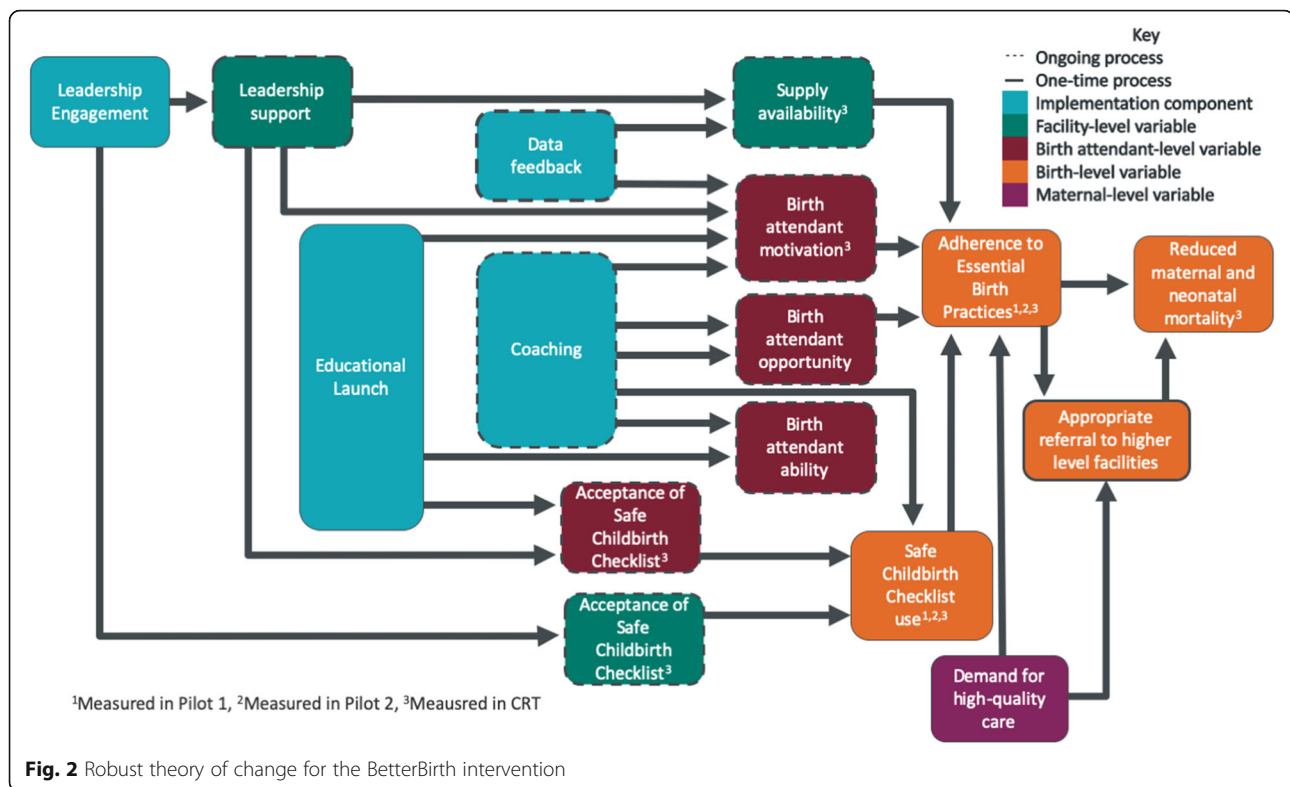 Key
Ongoing process
One-time process
Implementation component
Facility-level variable
Birth attendant-level variable
Birth-level variable
Maternal-level variable
Leadership
Engagement
Leadership
support
Supply
availability³
Data
feedback
Birth
attendant
motivation³
Adherence to
Essential
Birth
Practices¹,²,³
Reduced
maternal and
neonatal
mortality³
Educational
Launch
Coaching
Birth
attendant
opportunity
Birth
attendant
ability
Appropriate
referral to higher
level facilities
Acceptance of
Safe
Childbirth
Checklist³
Safe
Childbirth
Checklist
use¹,²,³
Acceptance of
Safe
Childbirth
Checklist³
Demand for
high-quality
care
¹Measured in Pilot 1, ²Measured in Pilot 2, ³Meausred in CRT
Fig. 2 Robust theory of change for the BetterBirth intervention